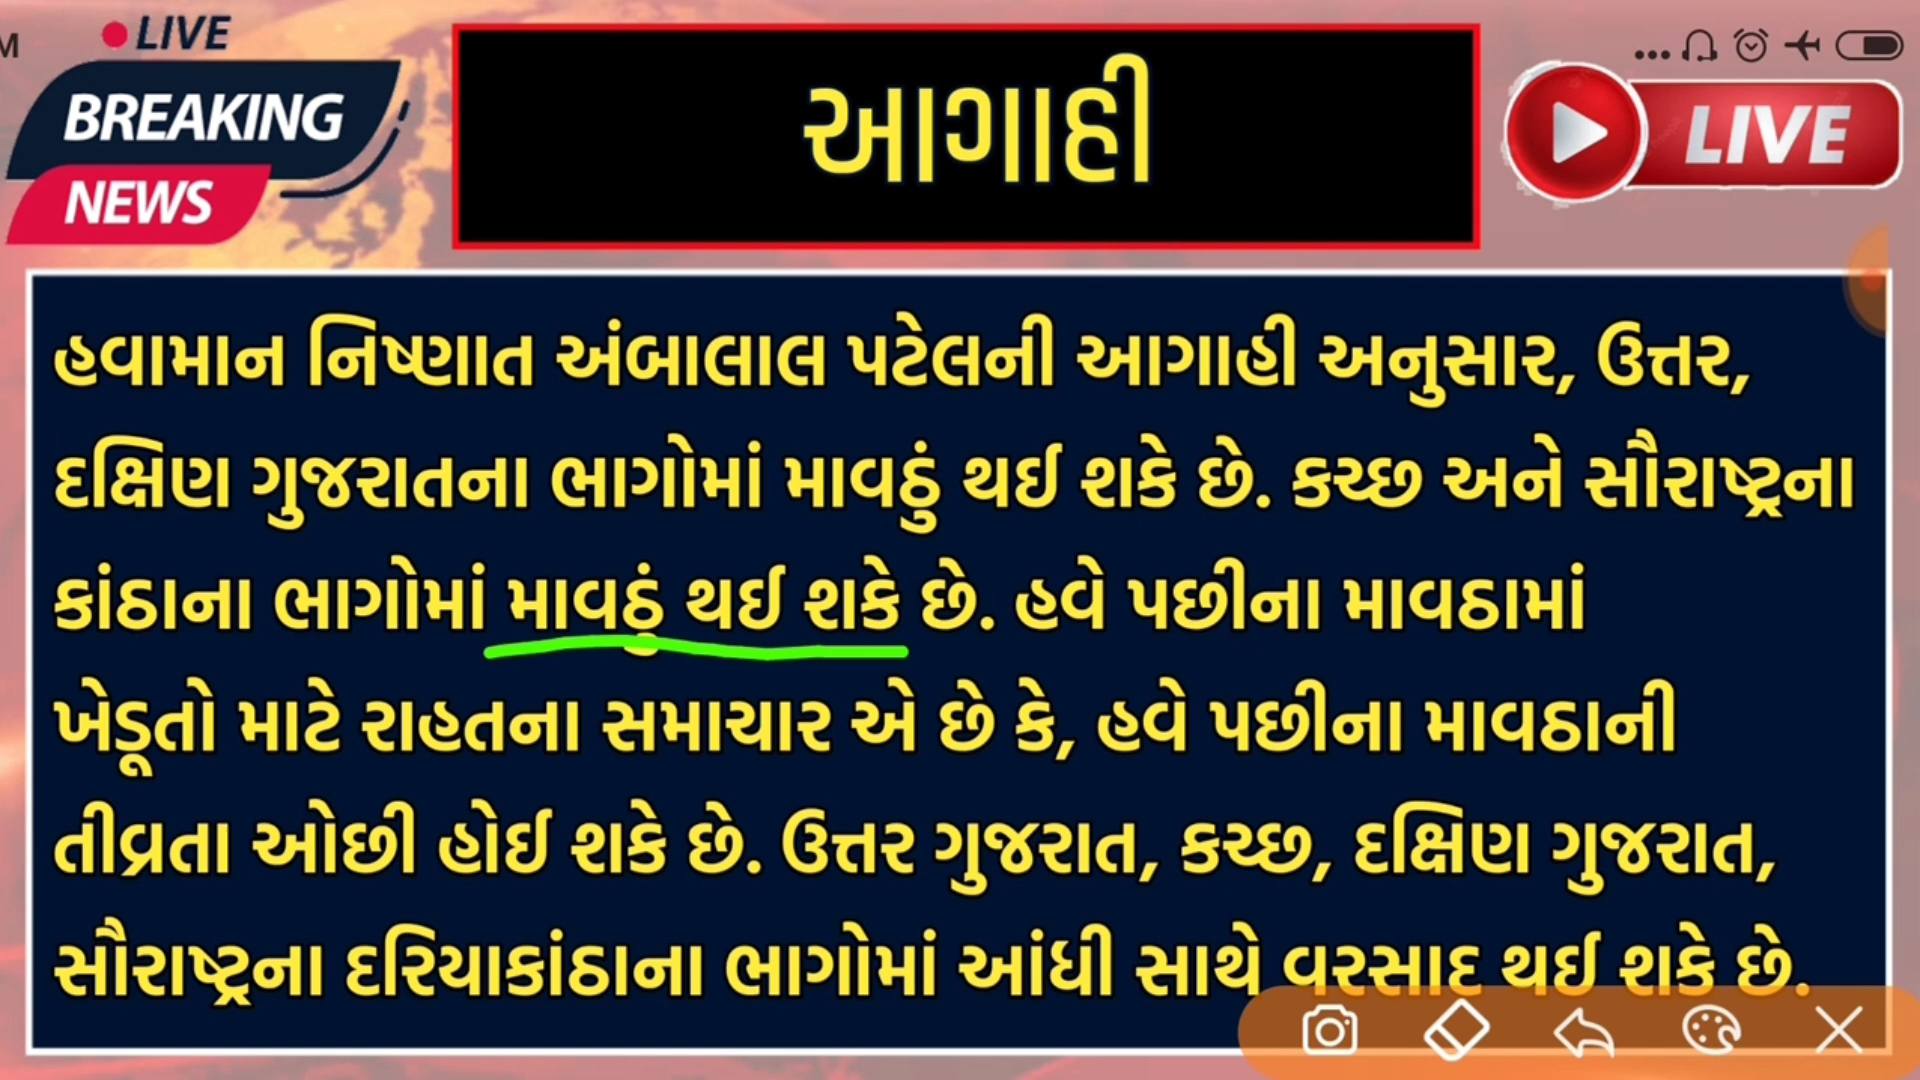 M
LIVE
BREAKING
NEWS
આગાહી
LIVE
હવામાન નિષ્ણાત અંબાલાલ પટેલની આગાહી અનુસાર, ઉત્તર,
દક્ષિણ ગુજરાતના ભાગોમાં માવઠું થઈ શકે છે. કચ્છ અને સૌરાષ્ટ્રના
કાંઠાના ભાગોમાં માવઠું થઈ શકે છે. હવે પછીના માવઠામાં
ખેડૂતો માટે રાહતના સમાચાર એ છે કે, હવે પછીના માવઠાની
તીવ્રતા ઓછી હોઈ શકે છે. ઉત્તર ગુજરાત, કચ્છ, દક્ષિણ ગુજરાત,
સૌરાષ્ટ્રના દરિયાકાંઠાના ભાગોમાં આંધી સાથે વરસાદ થઈ શકે છે.